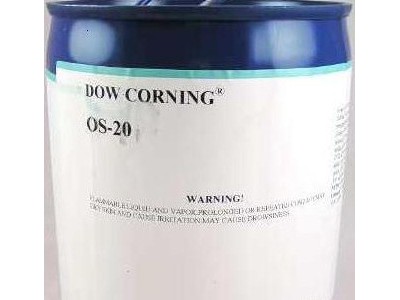 DOW CORNING®
OS-20
WARNING!
FLAMMABLE LIQUID AND VAPOR.PROLONGED OR REPEATED CONTACT MAY
DRY SKIN AND CAUSE IRRITATION.MAY CAUSE DROWSINESS.